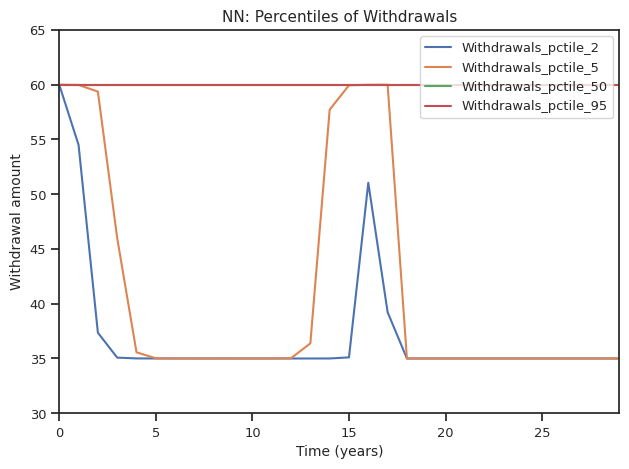 NN: Percentiles of Withdrawals
65
60
55
50
45
40
35
30
Withdrawal amount
Withdrawals_pctile_2
Withdrawals_pctile_5
Withdrawals_pctile_50
Withdrawals_pctile_95
0 5 10 15 20 25
Time (years)